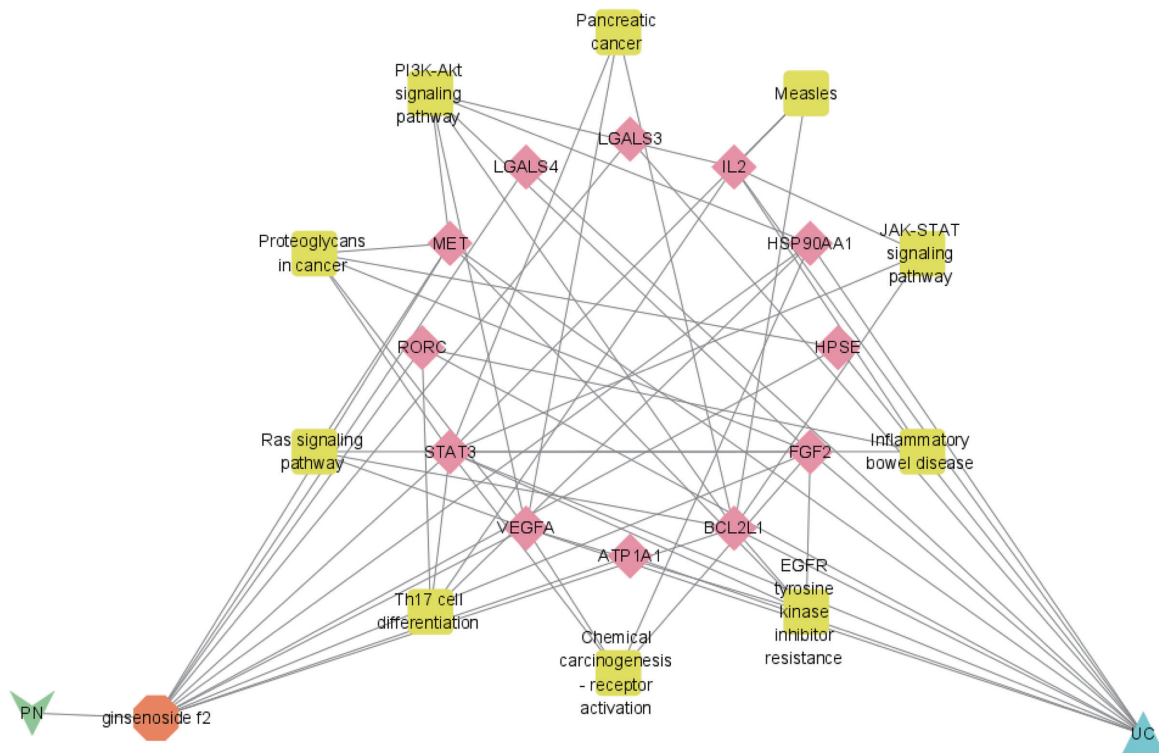 Pancreatic
cancer
PI3K-Akt
signaling
pathway
Measles
LGALS3
LGALS4
IL2
Proteoglycans
in cancer
MET
HSP90AA1
JAK-STAT
signaling
pathway
RORC
HPSE
Ras signaling
pathway
STAT3
FGF2
Inflammatory
bowel disease
VEGFA
ATP1A1
BCL2L1
Th17 cell
differentiation
EGFR
tyrosine
kinase
inhibitor
resistance
Chemical
carcinogenesis
- receptor
activation
PN
ginsenoside f2
UC